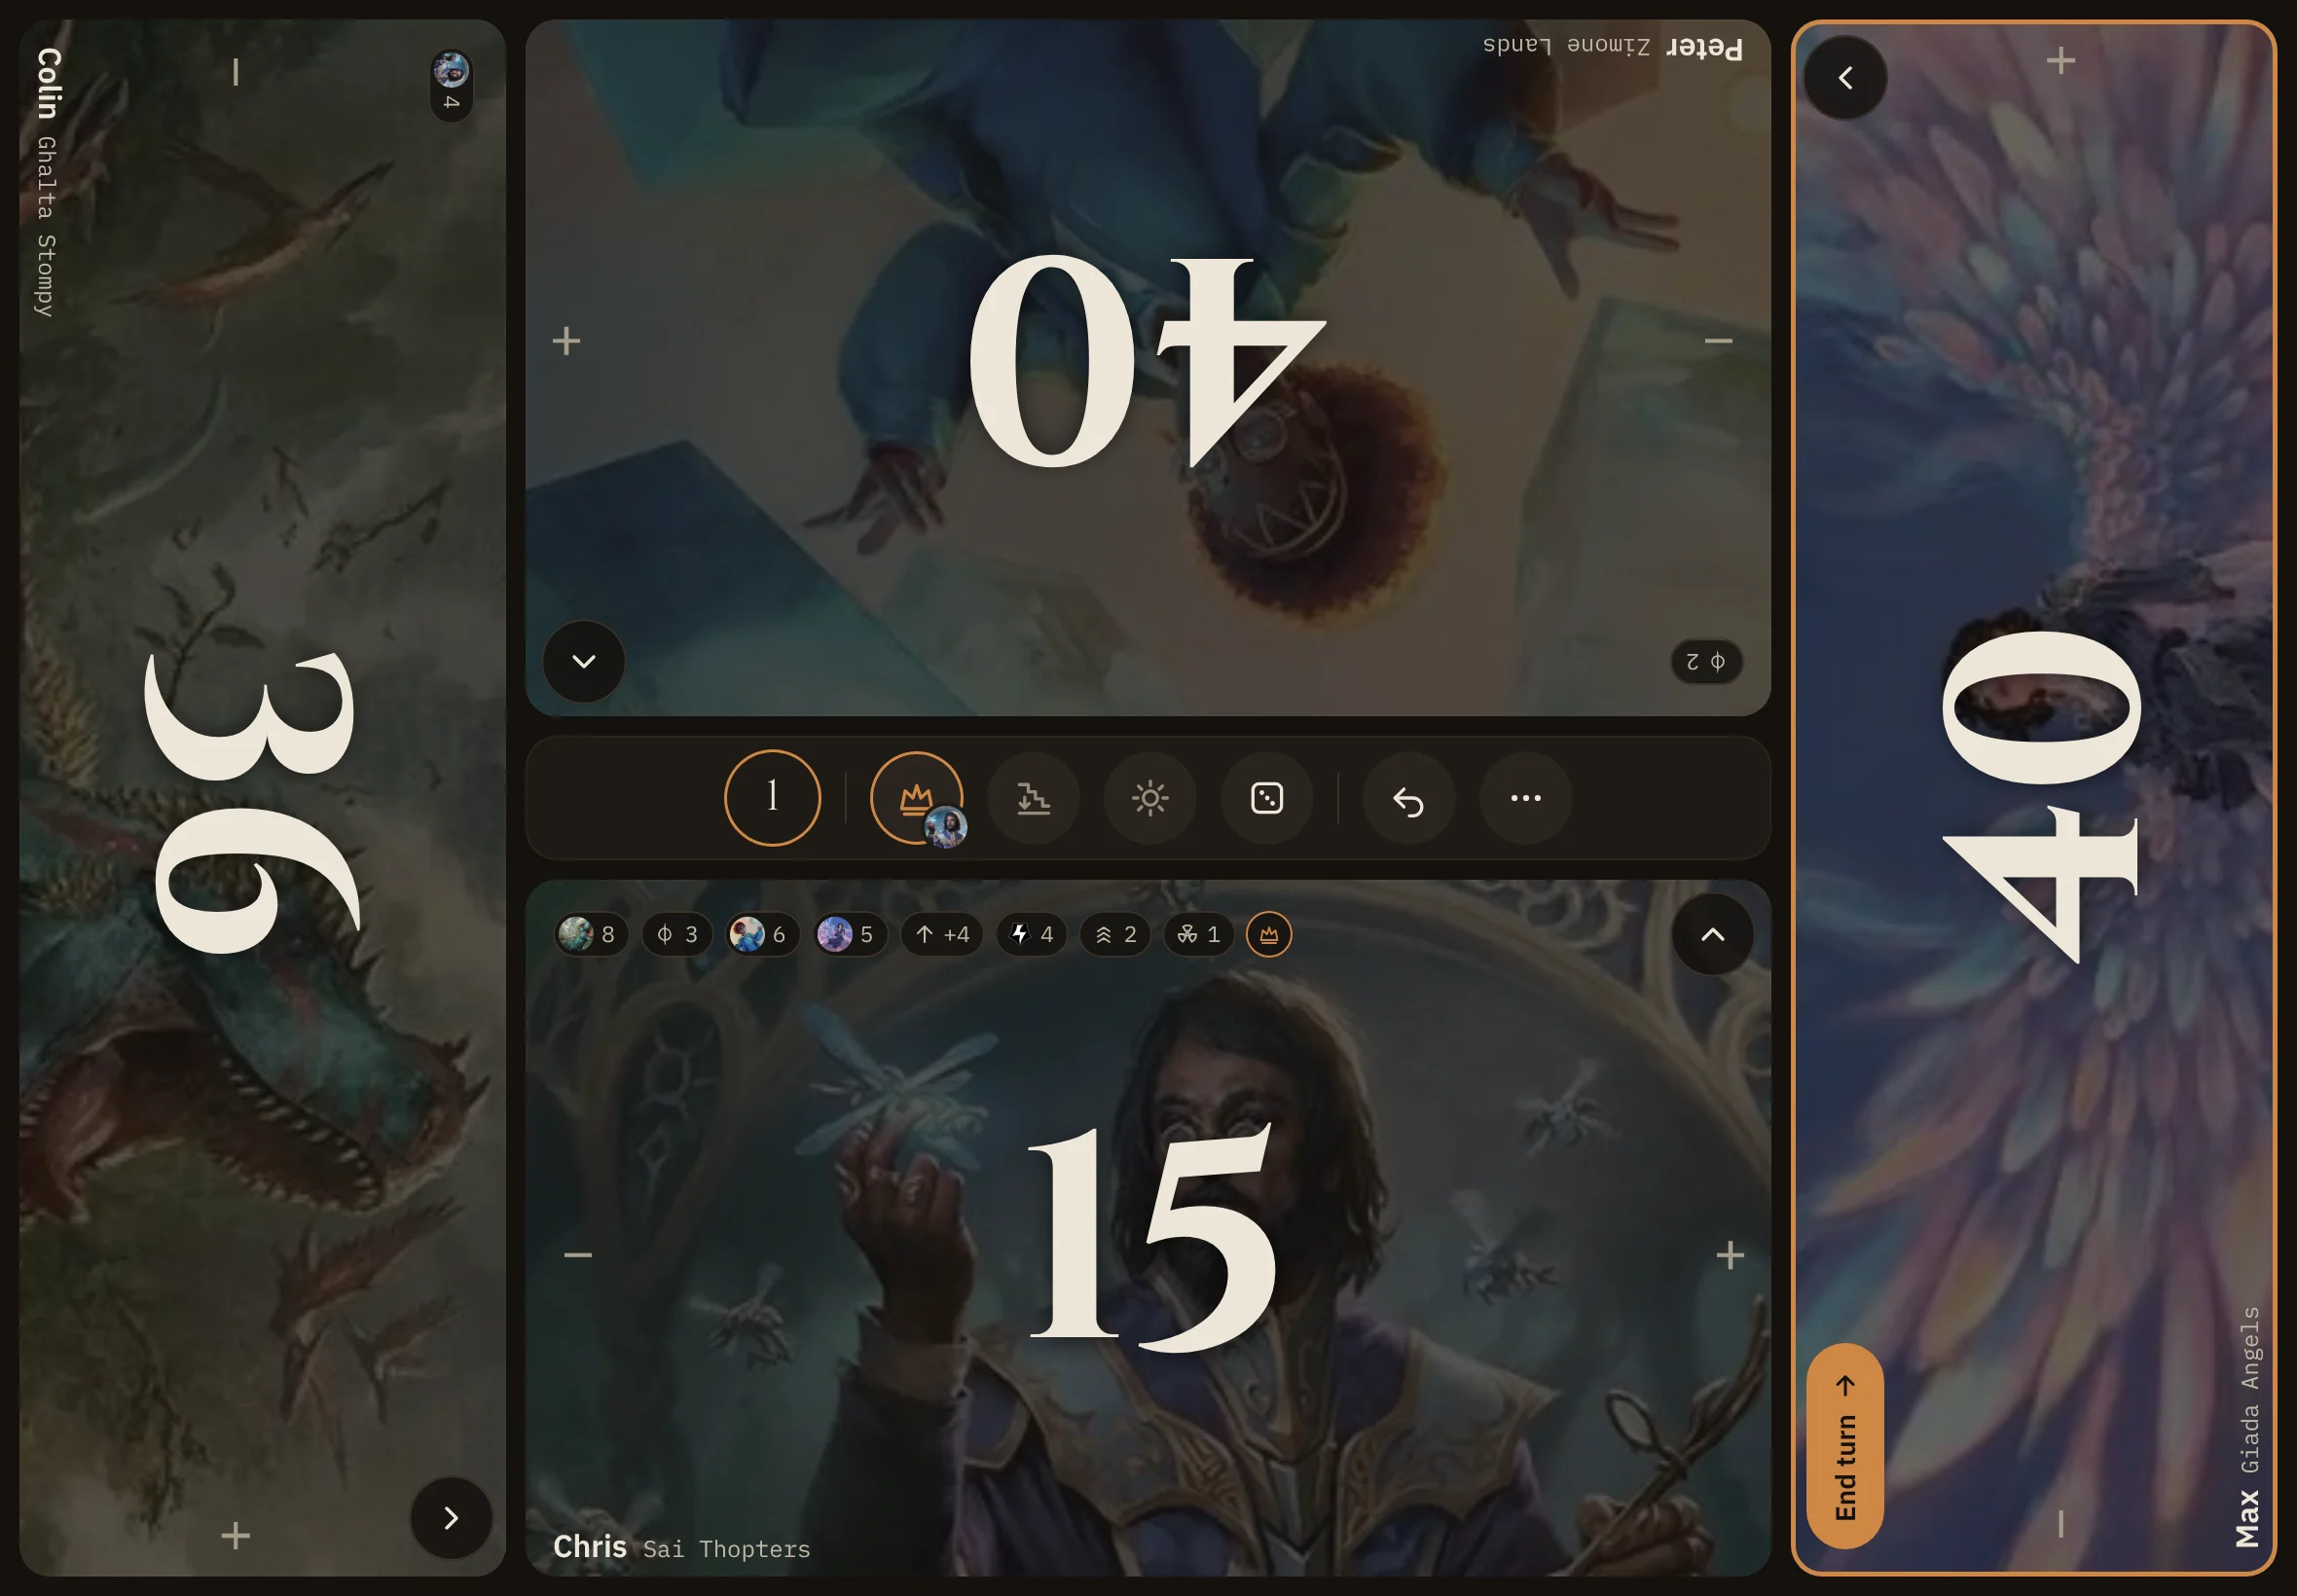 Colin Ghalta Stompy
4
36
Peter Zimone Lands
40
2
1
8 3 6 5 +4 4 2 1
15
Chris Sai Thopters
40
End turn →
Max Giada Angels